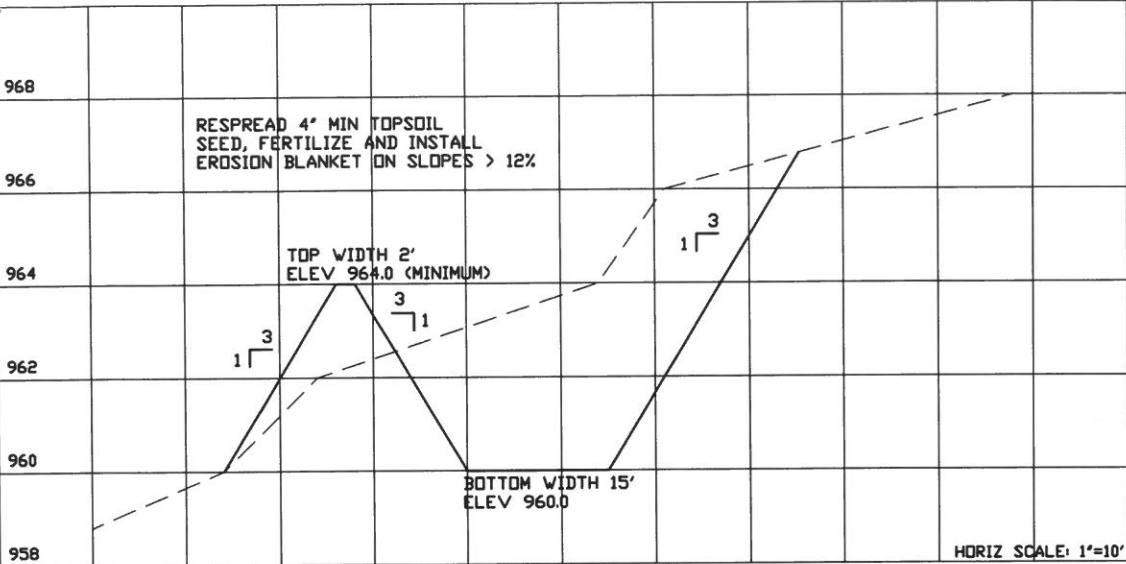 968
RESPREAD 4" MIN TOPSOIL
SEED, FERTILIZE AND INSTALL
EROSION BLANKET ON SLOPES > 12%
966
3
1
TOP WIDTH 2'
ELEV 964.0 (MINIMUM)
964
3
1
3
1
962
960
BOTTOM WIDTH 15'
ELEV 960.0
958
HORIZ SCALE: 1"=10'